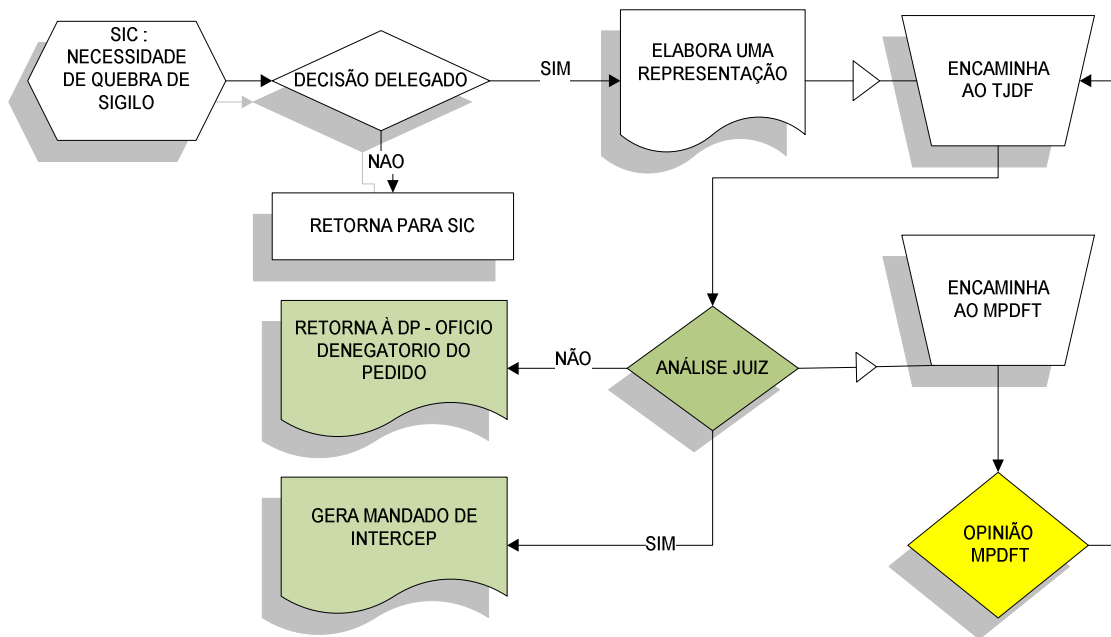 SIC :
NECESSIDADE
DE QUEBRA DE
SIGILO
DECISÃO DELEGADO
SIM
ELABORA UMA
REPRESENTAÇÃO
ENCAMINHA
AO TJDF
NAO
RETORNA PARA SIC
ENCAMINHA
AO MPDFT
RETORNA À DP - OFICIO
DENEGATORIO DO
PEDIDO
NÃO
ANÁLISE JUIZ
GERA MANDADO DE
INTERCEP
SIM
OPINIÃO
MPDFT